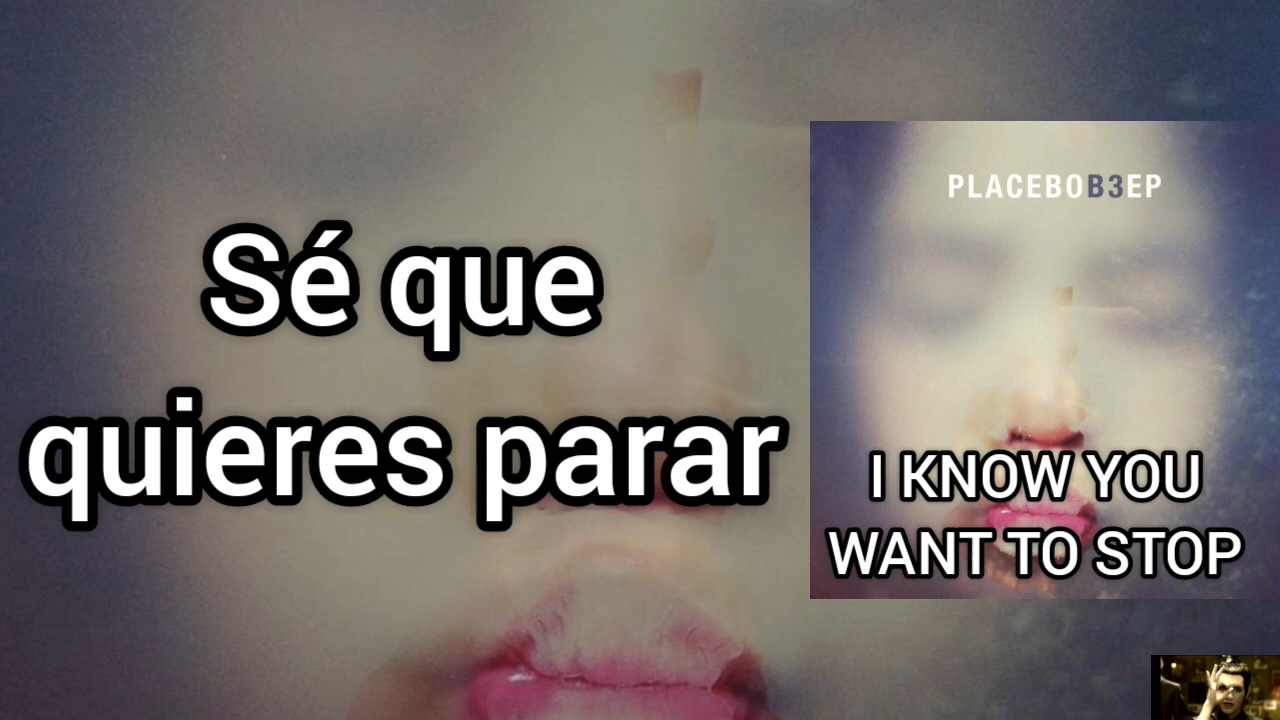 Sé que
quieres parar
PLACEBOB3EP
I KNOW YOU
WANT TO STOP